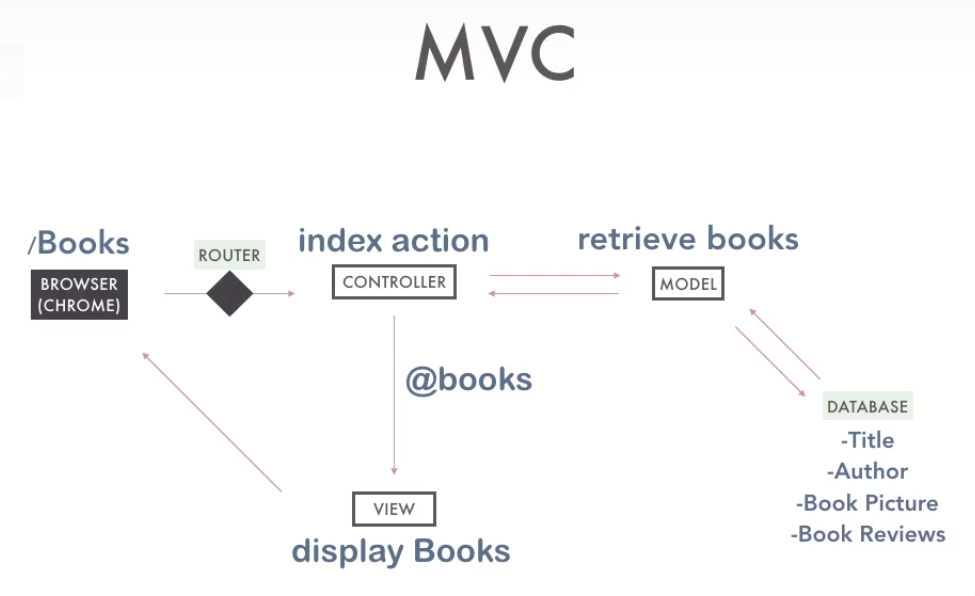 MVC
/Books
BROWSER
(CHROME)
ROUTER
index action
CONTROLLER
retrieve books
MODEL
@books
DATABASE
-Title
-Author
-Book Picture
-Book Reviews
VIEW
display Books